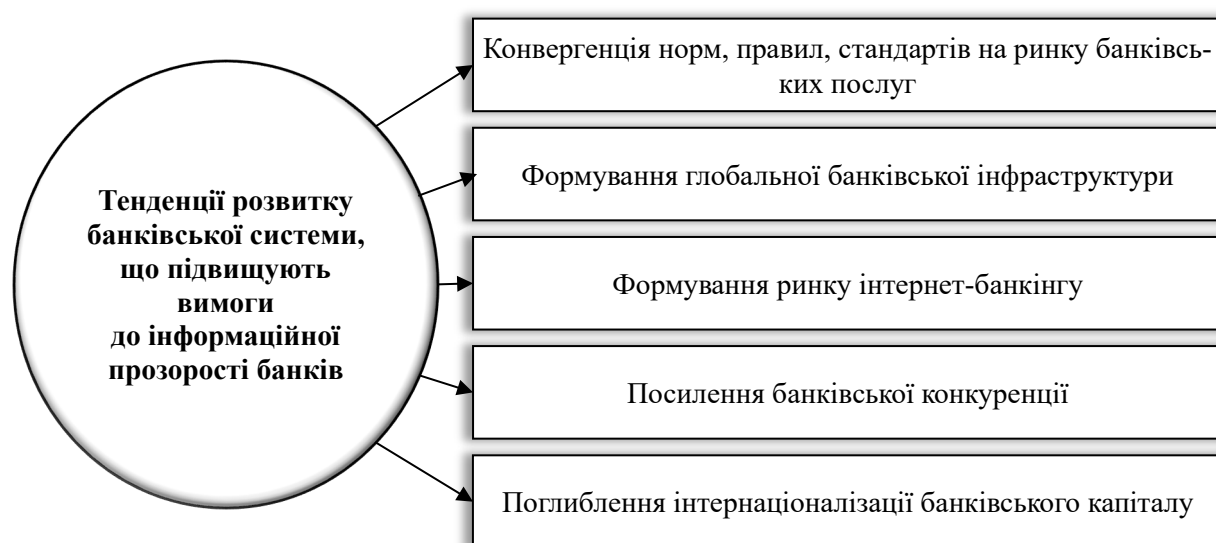 Тенденції розвитку
банківської системи,
що підвищують
вимоги
до інформаційної
прозорості банків
Конвергенція норм, правил, стандартів на ринку банківсь-
ких послуг
Формування глобальної банківської інфраструктури
Формування ринку інтернет-банкінгу
Посилення банківської конкуренції
Поглиблення інтернаціоналізації банківського капіталу